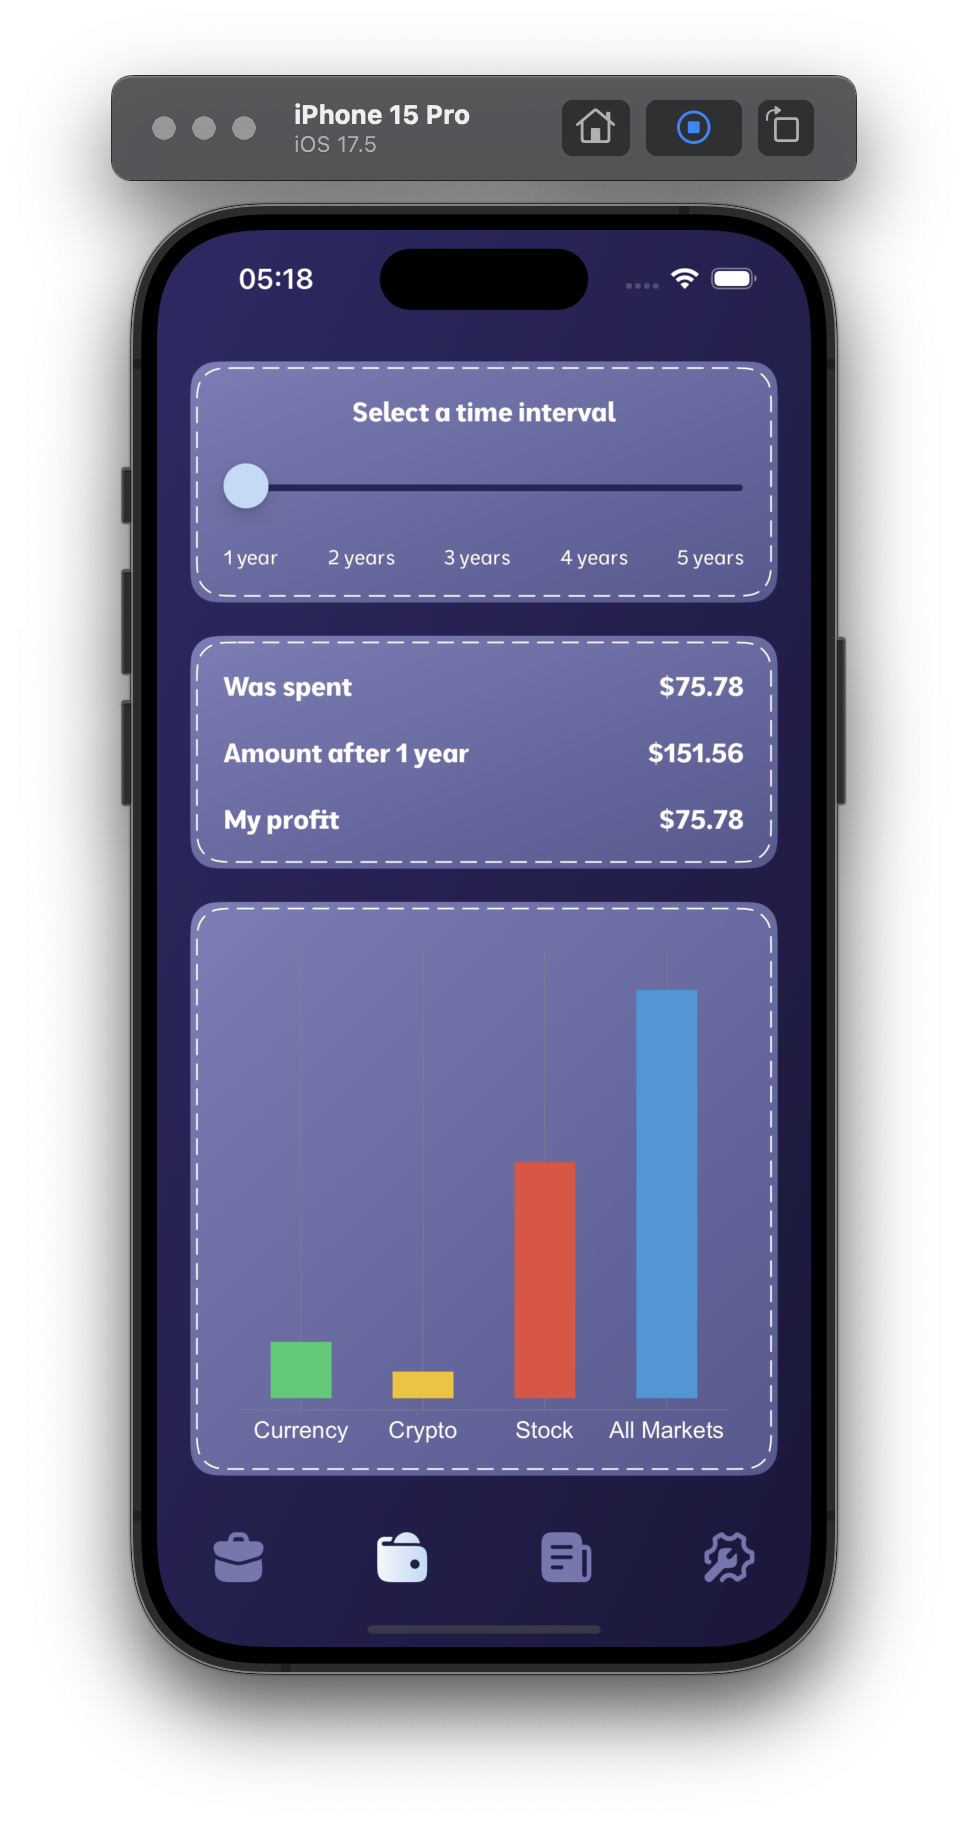 iPhone 15 Pro
iOS 17.5
05:18
Select a time interval
1 year 2 years 3 years 4 years 5 years
Was spent $75.78
Amount after 1 year $151.56
My profit $75.78
Currency Crypto Stock All Markets